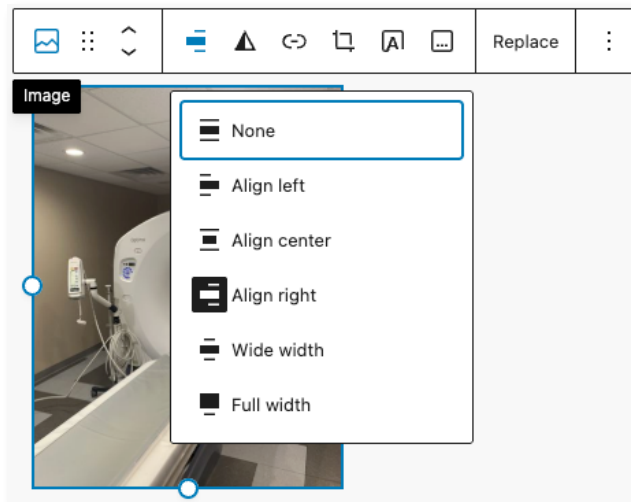 Replace
Image
None
Align left
Align center
Align right
Wide width
Full width